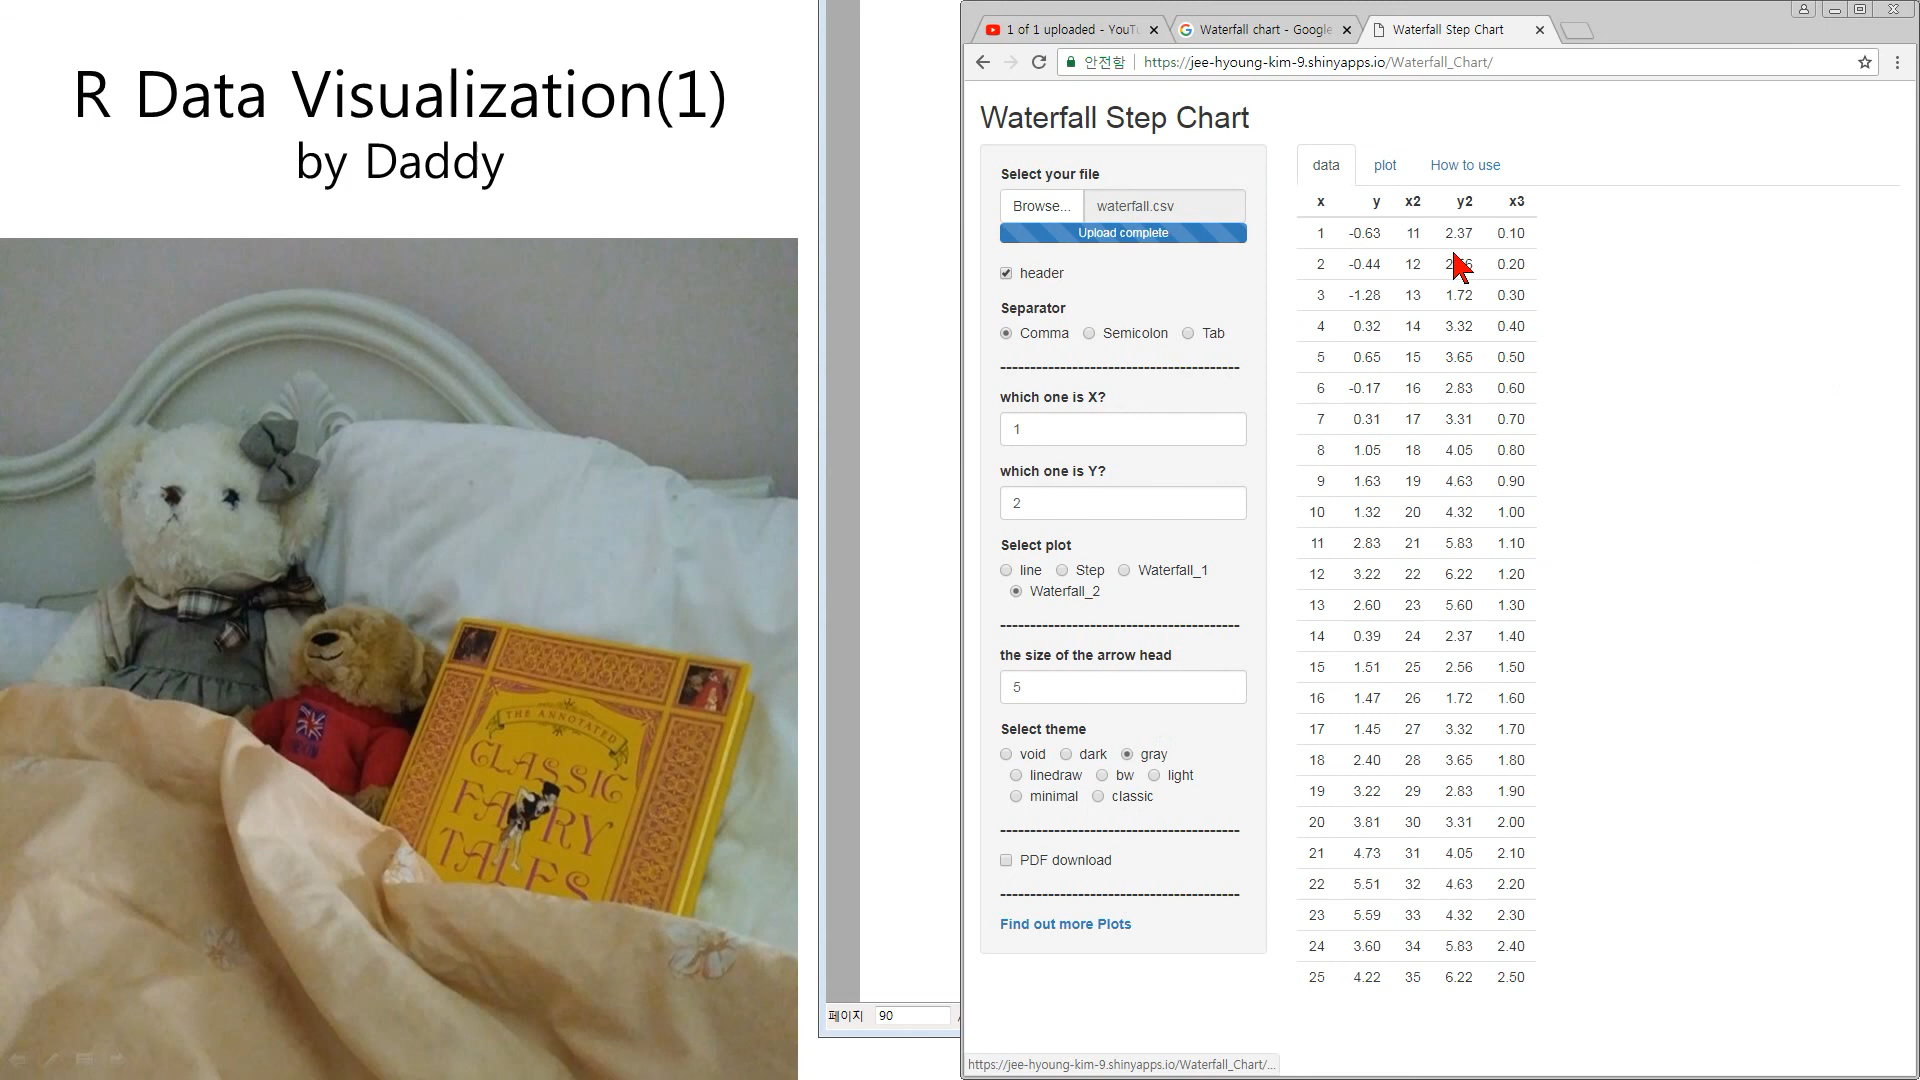 R Data Visualization(1)
by Daddy
THE ANNOTATED
CLASSIC
FAIRY
TALES
페이지 90
1 of 1 uploaded - YouT
Waterfall chart - Google
Waterfall Step Chart
안전함 https://jee-hyoung-kim-9.shinyapps.io/Waterfall_Chart/
Waterfall Step Chart
Select your file
Browse... waterfall.csv
Upload complete
header
Separator
Comma Semicolon Tab
----------------------------------------
which one is X?
1
which one is Y?
2
Select plot
line Step Waterfall_1
Waterfall_2
----------------------------------------
the size of the arrow head
5
Select theme
void dark gray
linedraw bw light
minimal classic
----------------------------------------
PDF download
----------------------------------------
Find out more Plots
data plot How to use
x y x2 y2 x3
1 -0.63 11 2.37 0.10
2 -0.44 12 0.20
3 -1.28 13 1.72 0.30
4 0.32 14 3.32 0.40
5 0.65 15 3.65 0.50
6 -0.17 16 2.83 0.60
7 0.31 17 3.31 0.70
8 1.05 18 4.05 0.80
9 1.63 19 4.63 0.90
10 1.32 20 4.32 1.00
11 2.83 21 5.83 1.10
12 3.22 22 6.22 1.20
13 2.60 23 5.60 1.30
14 0.39 24 2.37 1.40
15 1.51 25 2.56 1.50
16 1.47 26 1.72 1.60
17 1.45 27 3.32 1.70
18 2.40 28 3.65 1.80
19 3.22 29 2.83 1.90
20 3.81 30 3.31 2.00
21 4.73 31 4.05 2.10
22 5.51 32 4.63 2.20
23 5.59 33 4.32 2.30
24 3.60 34 5.83 2.40
25 4.22 35 6.22 2.50
https://jee-hyoung-kim-9.shinyapps.io/Waterfall_Chart/...